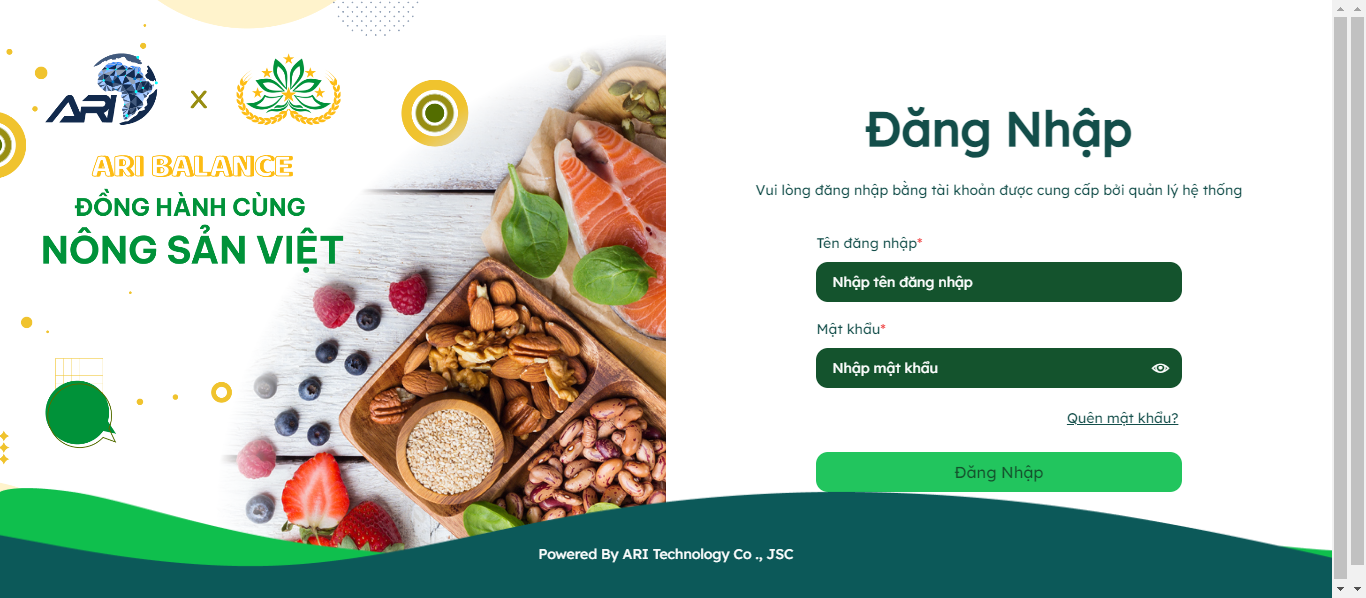 ARI
X
ARI BALANCE
ĐỒNG HÀNH CÙNG
NÔNG SẢN VIỆT
Đăng Nhập
Vui lòng đăng nhập bằng tài khoản được cung cấp bởi quản lý hệ thống
Tên đăng nhập*
Nhập tên đăng nhập
Mật khẩu*
Nhập mật khẩu
Quên mật khẩu?
Đăng Nhập
Powered By ARI Technology Co ., JSC